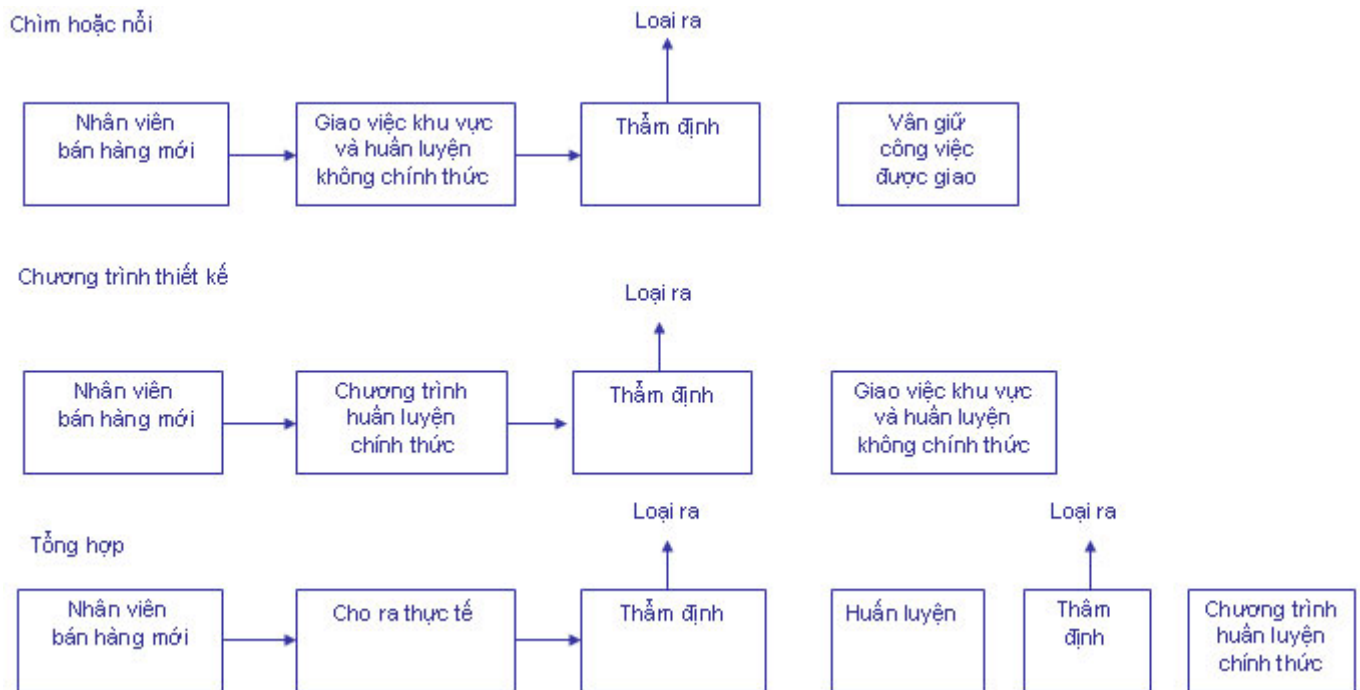 Chìm hoặc nỗi
Loai ra
Nhân viên
bán hàng mới
Giao việc khu vực
và huấn luyện
không chính thức
Thẩm định
Vân giữ
công việc
được giao
Chương trình thiết kế
Loại ra
Nhân viên
bán hàng mới
Chương trình
huấn luyện
chính thức
Thẩm định
Giao việc khu vực
và huấn luyện
không chính thức
Tổng hợp
Loại ra
Loại ra
Nhân viên
bán hàng mới
Cho ra thực tế
Thẩm định
Huấn luyện
Thâm
định
Chương trình
huấn luyện
chính thức